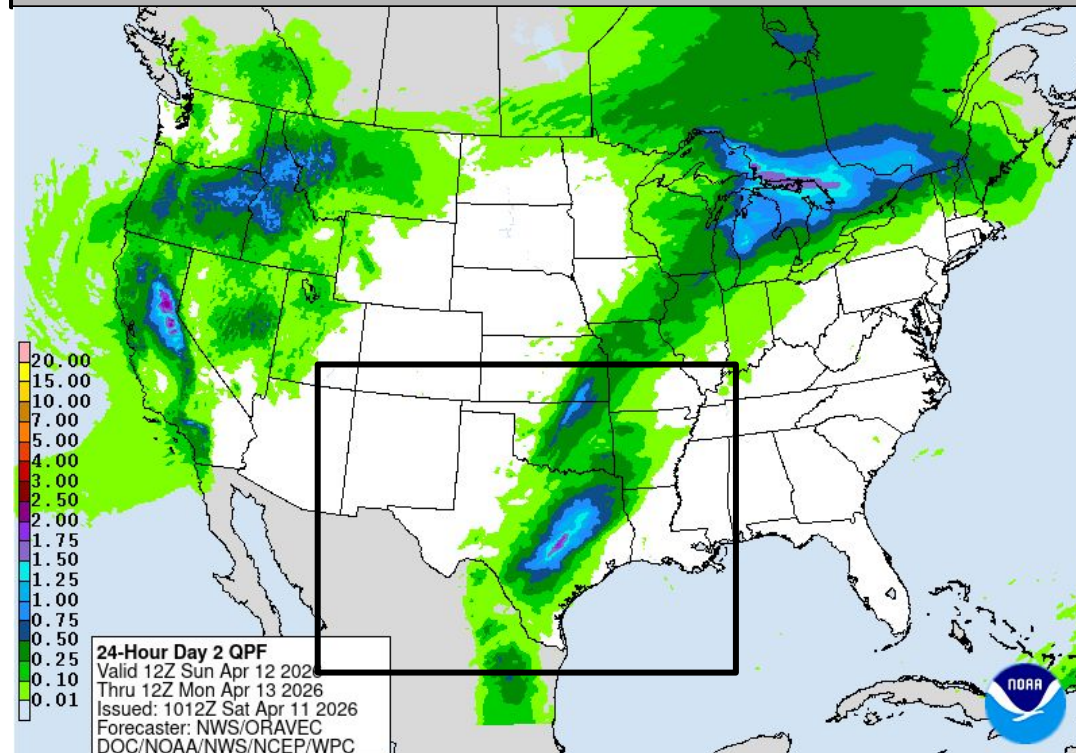 20.00
15.00
10.00
7.00
5.00
4.00
3.00
2.50
2.00
1.75
1.50
1.25
1.00
0.75
0.50
0.25
0.10
0.01
24-Hour Day 2 QPF
Valid 12Z Sun Apr 12 2026
Thru 12Z Mon Apr 13 2026
Issued: 1012Z Sat Apr 11 2026
Forecaster: NWS/ORAVEC
DOC/NOAA/NWS/NCEP/WPC
NOAA